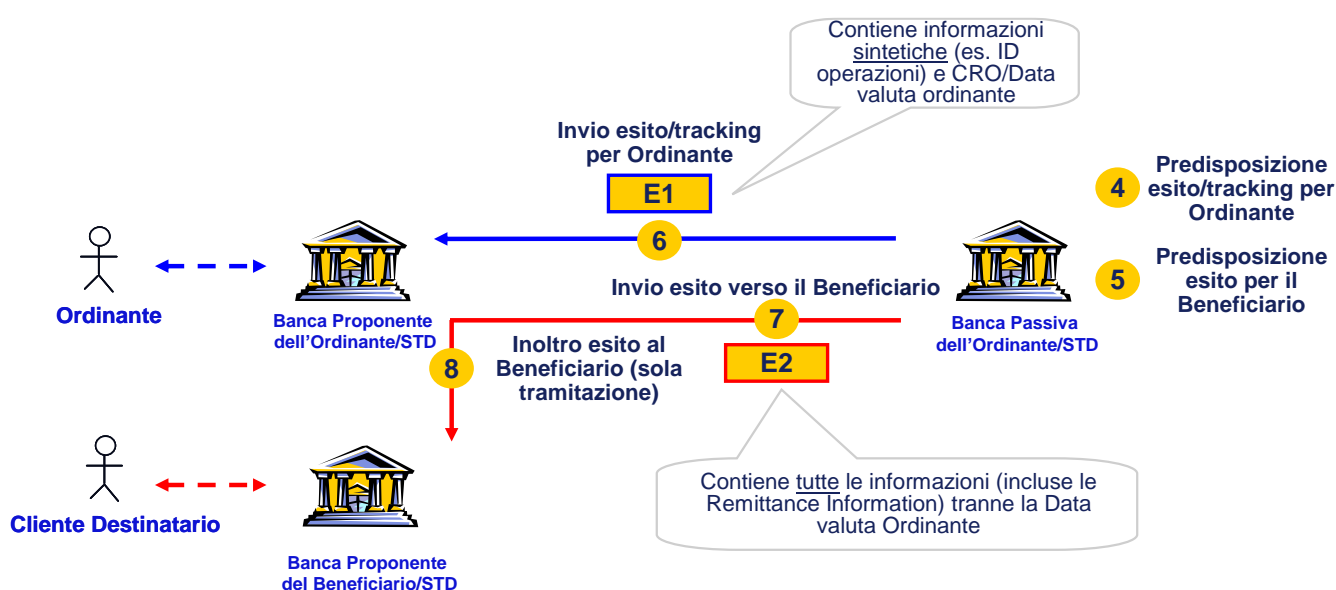 Contiene informazioni
sintetiche (es. ID
operazioni) e CRO/Data
valuta ordinante
Invio esito/tracking
per Ordinante
E1
6
4
Predisposizione
esito/tracking per
Ordinante
5
Predisposizione
esito per il
Beneficiario
Ordinante
Banca Proponente
dell'Ordinante/STD
Invio esito verso il Beneficiario
7
E2
Banca Passiva
dell'Ordinante/STD
8
Inoltro esito al
Beneficiario (sola
tramitazione)
Contiene tutte le informazioni (incluse le
Remittance Information) tranne la Data
valuta Ordinante
Cliente Destinatario
Banca Proponente
del Beneficiario/STD